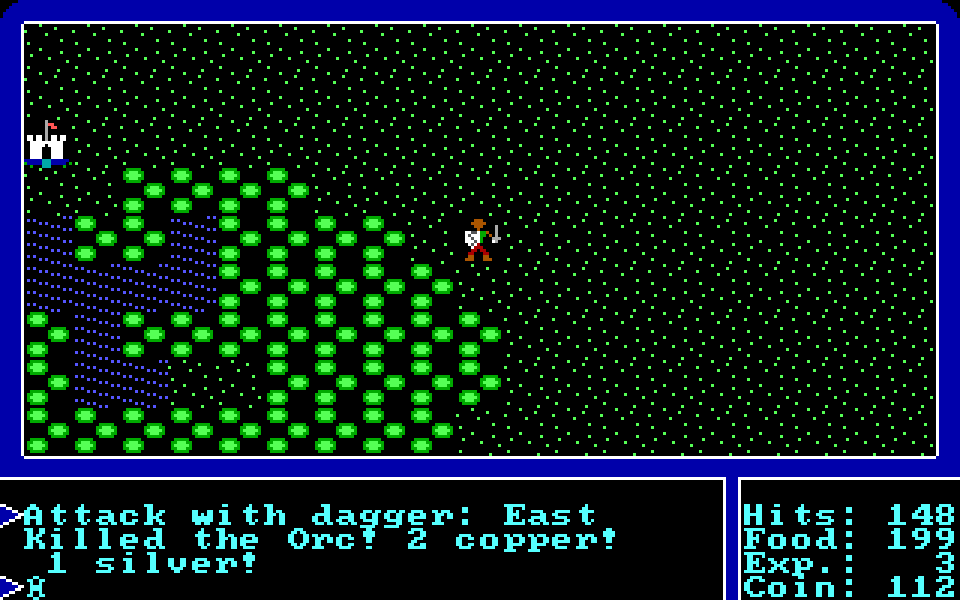 Attack with dagger: East
Killed the Orc! 2 copper!
1 silver!
Hits: 148
Food: 199
Exp.: 3
Coin: 112